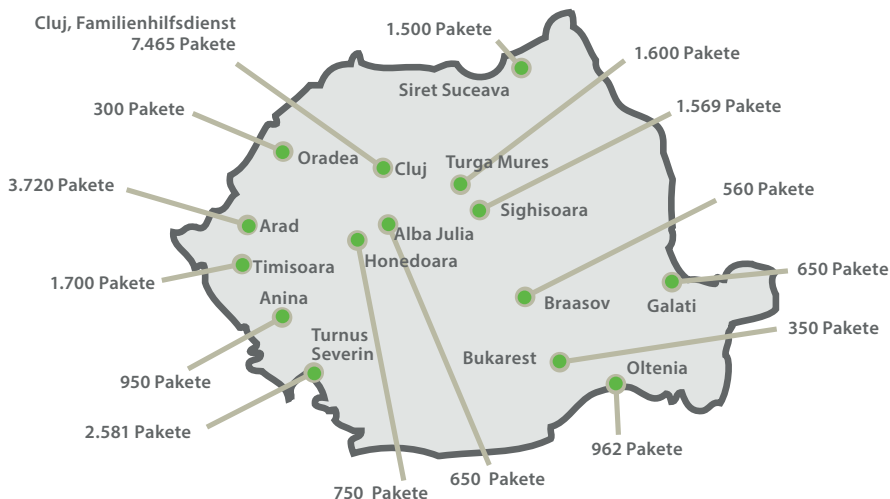 Cluj, Familienhilfsdienst
7.465 Pakete
1.500 Pakete
1.600 Pakete
Siret Suceava
1.569 Pakete
300 Pakete
Oradea
Cluj
Turga Mures
3.720 Pakete
560 Pakete
Sighisoara
Arad
Alba Julia
Honedoara
Timisoara
650 Pakete
1.700 Pakete
Anina
Braasov
Galati
350 Pakete
Turnus
Severin
Bukarest
Oltenia
950 Pakete
2.581 Pakete
962 Pakete
750 Pakete
650 Pakete